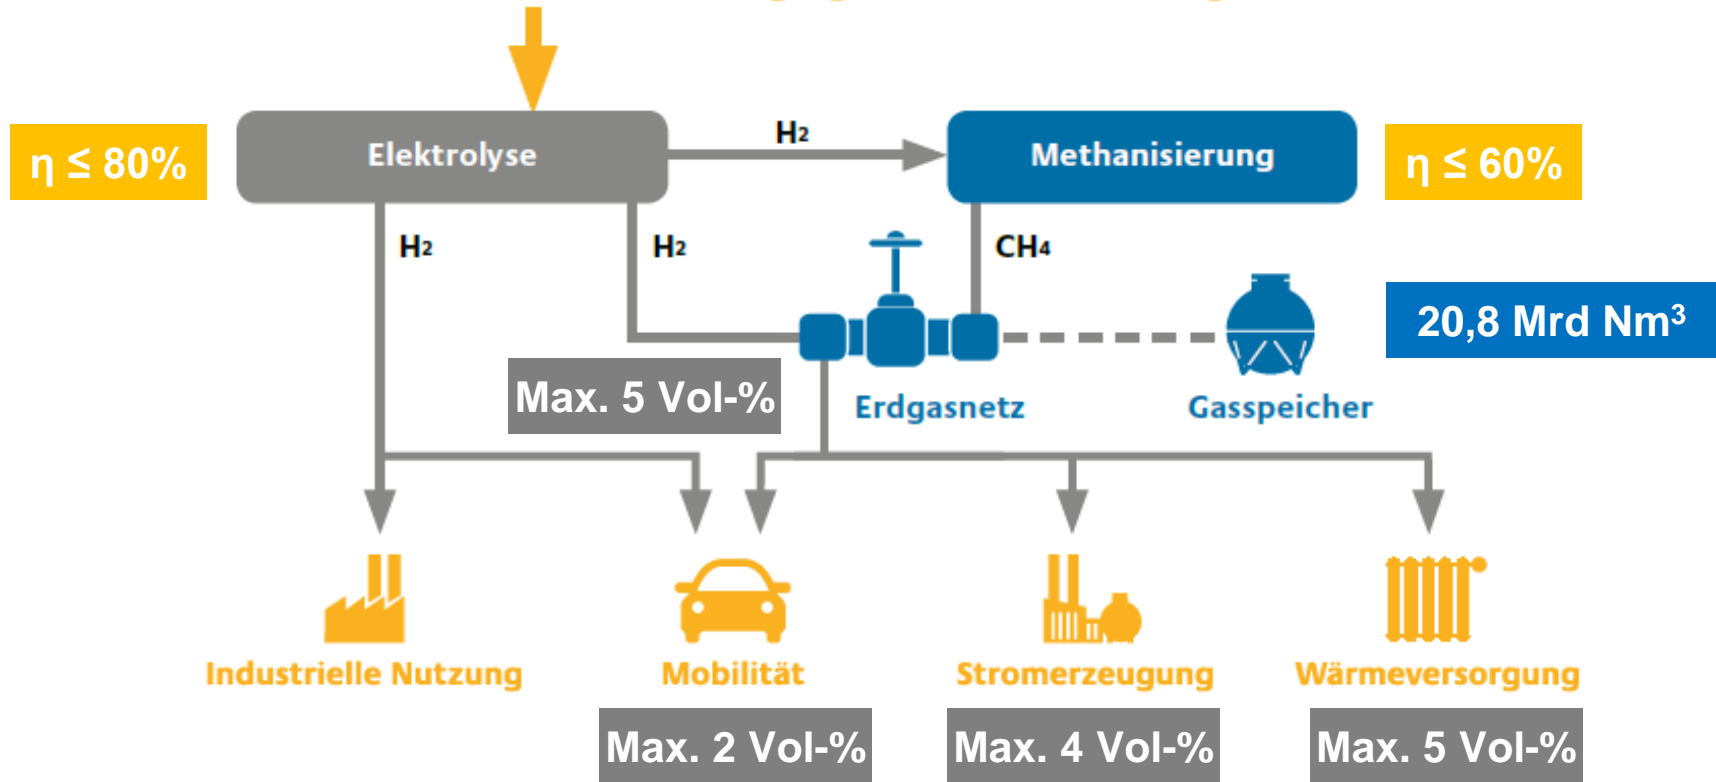 H2
Elektrolyse
Methanisierung
η ≤ 80%
η ≤ 60%
H2
H2
CH4
20,8 Mrd Nm³
Max. 5 Vol-%
Erdgasnetz
Gasspeicher
Industrielle Nutzung
Mobilität
Stromerzeugung
Wärmeversorgung
Max. 2 Vol-%
Max. 4 Vol-%
Max. 5 Vol-%